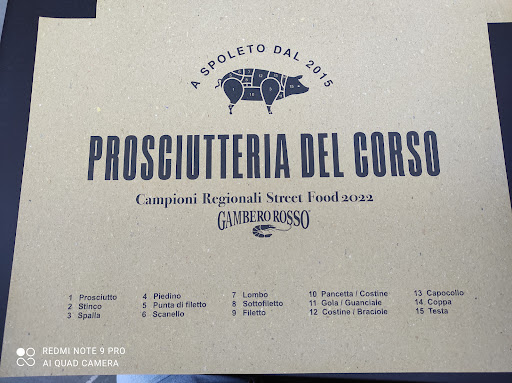 A SPOLETO DAL 2015
PROSCIUTTERIA DEL CORSO
Campioni Regionali Street Food 2022
GAMBERO ROSSO
1 Prosciutto
2 Stinco
3 Spalla
4 Piedino
5 Punta di filetto
6 Scanello
7 Lombo
8 Sottofiletto
9 Filetto
10 Pancetta / Costine
11 Gola / Guanciale
12 Costine / Braciole
13 Capocollo
14 Coppa
15 Testa
REDMI NOTE 9 PRO
AI QUAD CAMERA